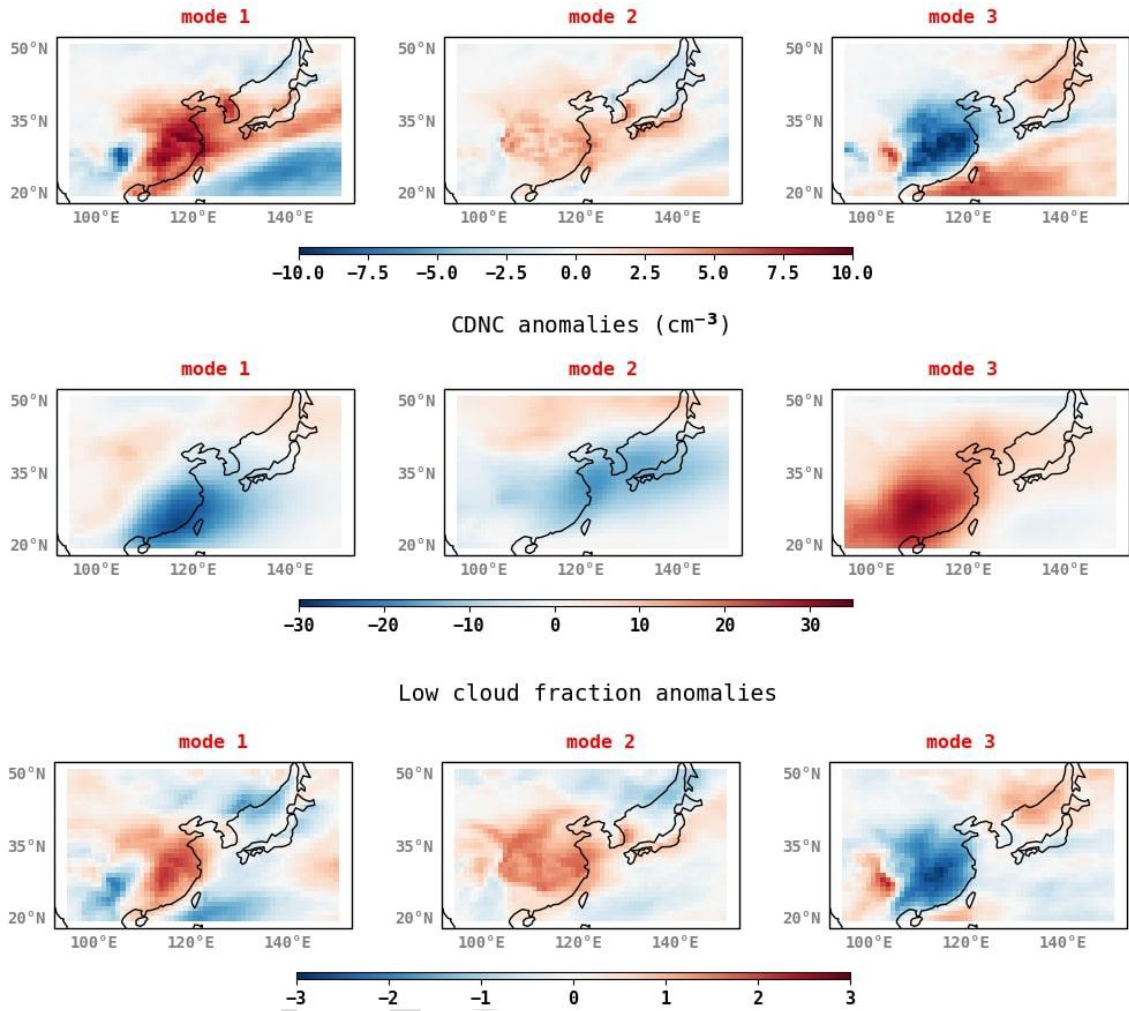 mode 1 mode 2 mode 3
50°N 50°N 50°N
35°N 35°N 35°N
20°N 20°N 20°N
100°E 120°E 140°E 100°E 120°E 140°E 100°E 120°E 140°E
−10.0 −7.5 −5.0 −2.5 0.0 2.5 5.0 7.5 10.0
CDNC anomalies (cm⁻³)
mode 1 mode 2 mode 3
50°N 50°N 50°N
35°N 35°N 35°N
20°N 20°N 20°N
100°E 120°E 140°E 100°E 120°E 140°E 100°E 120°E 140°E
−30 −20 −10 0 10 20 30
Low cloud fraction anomalies
mode 1 mode 2 mode 3
50°N 50°N 50°N
35°N 35°N 35°N
20°N 20°N 20°N
100°E 120°E 140°E 100°E 120°E 140°E 100°E 120°E 140°E
−3 −2 −1 0 1 2 3